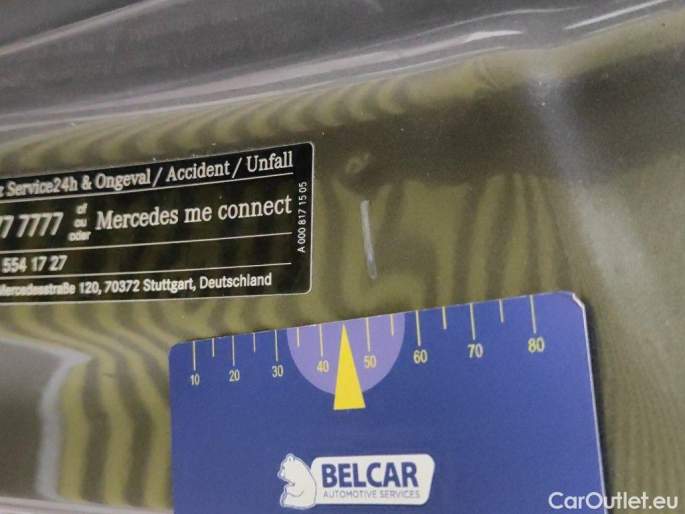 Service24h & Ongeval / Accident / Unfall
77 7777 of ou oder Mercedes me connect
554 17 27
Mercedesstraße 120, 70372 Stuttgart, Deutschland
A 000 817 15 05
10 20 30 40 50 60 70 80
BELCAR
AUTOMOTIVE SERVICES
CarOutlet.eu